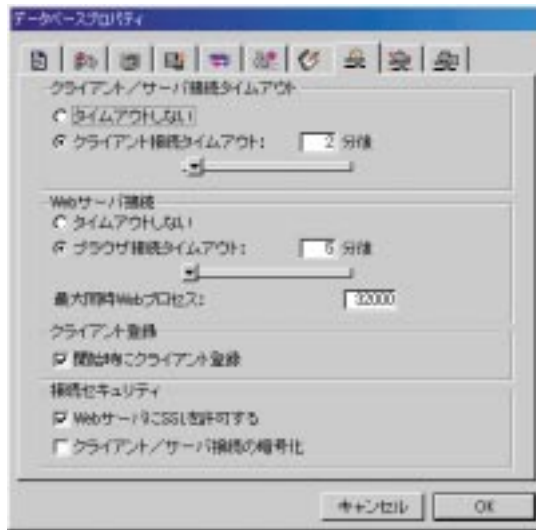 データベースプロパティ
クライアント/サーバ接続タイムアウト
タイムアウトしない
クライアント接続タイムアウト: 2 分後
Webサーバ接続
タイムアウトしない
ブラウザ接続タイムアウト: 5 分後
最大同時Webプロセス: 32000
クライアント登録
開始時にクライアント登録
接続セキュリティ
WebサーバにSSLを許可する
クライアント/サーバ接続の暗号化
キャンセル OK